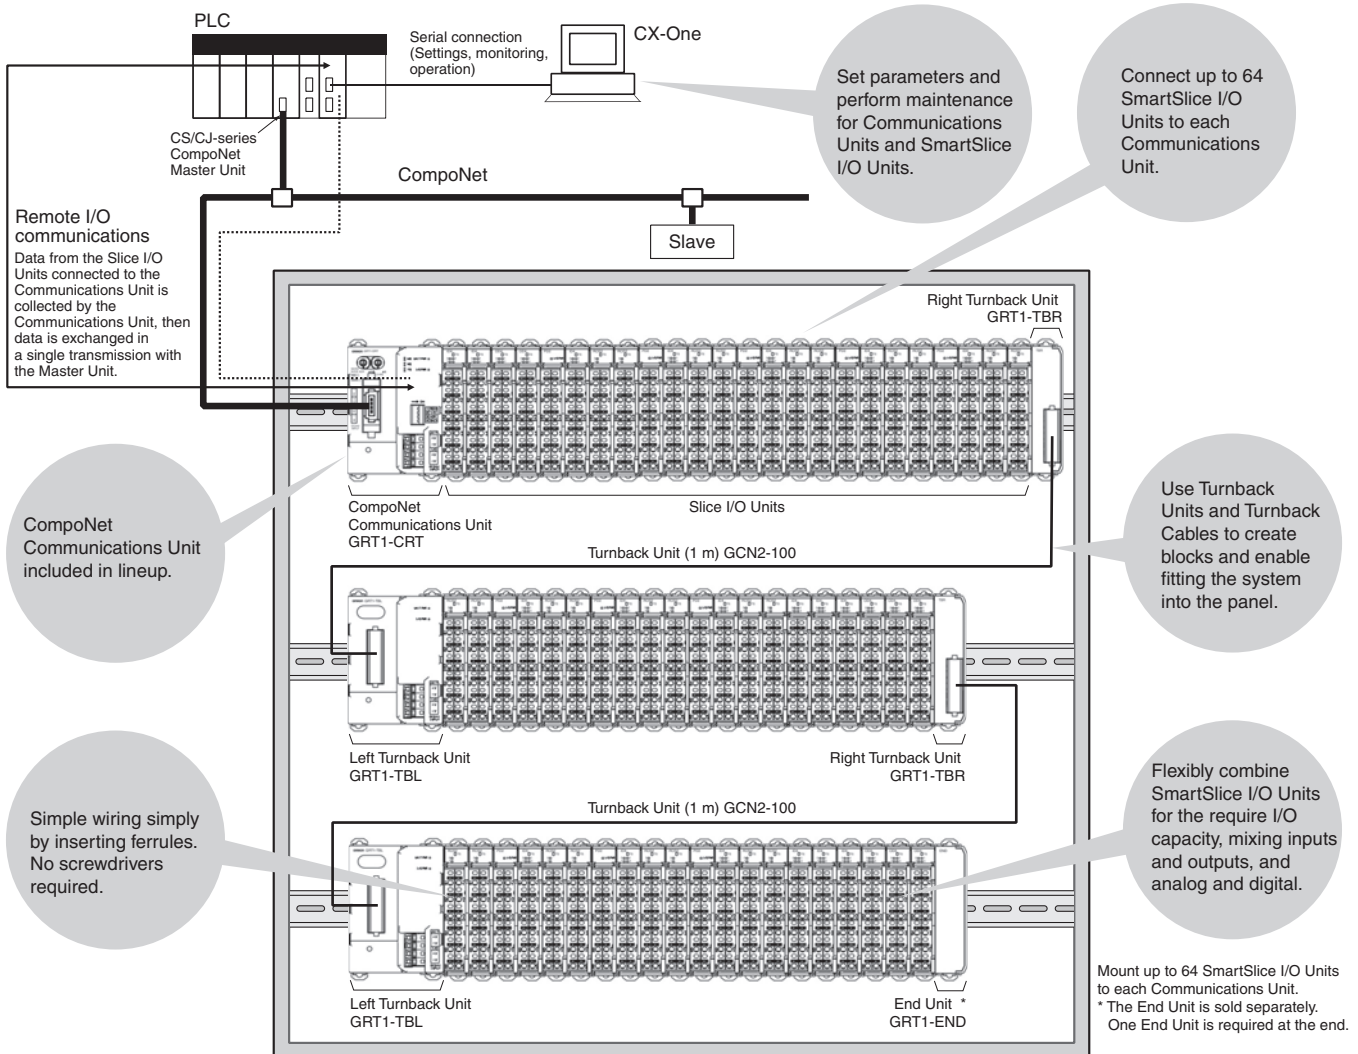 PLC
Serial connection
(Settings, monitoring,
operation)
CX-One
CS/CJ-series
CompoNet
Master Unit
CompoNet
Slave
Set parameters and
perform maintenance
for Communications
Units and SmartSlice
I/O Units.
Connect up to 64
SmartSlice I/O
Units to each
Communications
Unit.
Remote I/O
communications
Data from the Slice I/O
Units connected to the
Communications Unit is
collected by the
Communications Unit, then
data is exchanged in
a single transmission with
the Master Unit.
Right Turnback Unit
GRT1-TBR
CompoNet
Communications Unit
GRT1-CRT
Slice I/O Units
CompoNet
Communications Unit
included in lineup.
Use Turnback
Units and Turnback
Cables to create
blocks and enable
fitting the system
into the panel.
Turnback Unit (1 m) GCN2-100
Left Turnback Unit
GRT1-TBL
Right Turnback Unit
GRT1-TBR
Turnback Unit (1 m) GCN2-100
Simple wiring simply
by inserting ferrules.
No screwdrivers
required.
Flexibly combine
SmartSlice I/O Units
for the require I/O
capacity, mixing inputs
and outputs, and
analog and digital.
Left Turnback Unit
GRT1-TBL
End Unit *
GRT1-END
Mount up to 64 SmartSlice I/O Units
to each Communications Unit.
* The End Unit is sold separately.
One End Unit is required at the end.